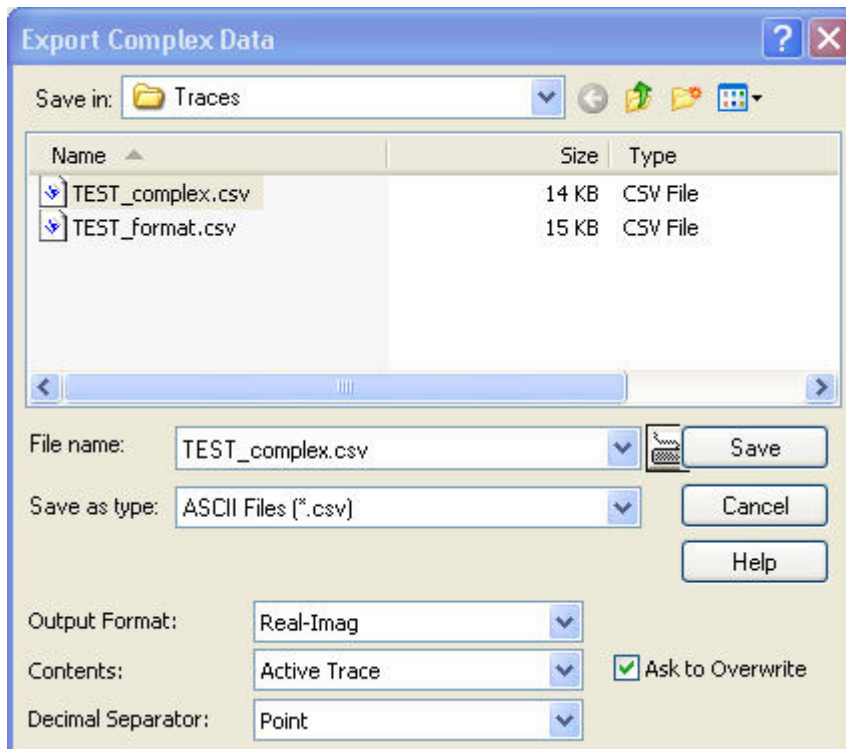 Export Complex Data
Save in: Traces
Name Size Type
TEST_complex.csv 14 KB CSV File
TEST_format.csv 15 KB CSV File
File name: TEST_complex.csv Save
Save as type: ASCII Files (*.csv) Cancel
Help
Output Format: Real-Imag
Contents: Active Trace Ask to Overwrite
Decimal Separator: Point